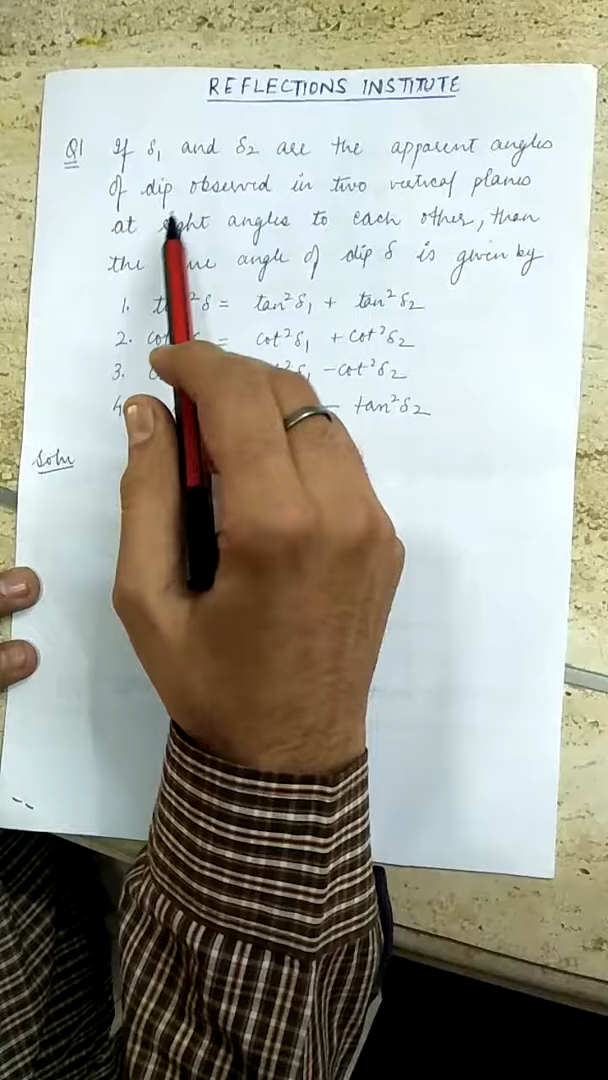 REFLECTIONS INSTITUTE
Q1 If δ₁ and δ2 are the apparent angles
of dip observed in two vertical planes
at right angles to each other, then
the angle of dip δ is given by
1. tan²δ = tan²δ₁ + tan²δ2
2. = cot²δ₁ + cot²δ2
3. - cot²δ2
tan²δ2
Soln